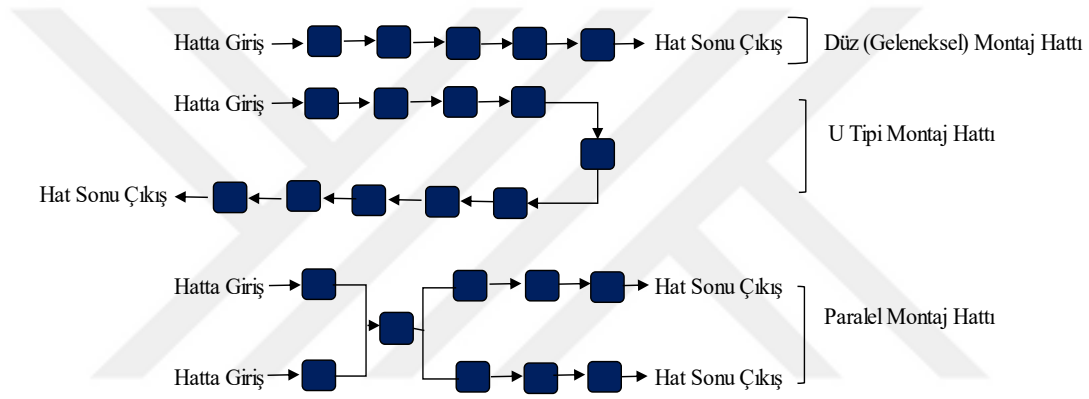 Hatta Giriş
Hat Sonu Çıkış
Düz (Geleneksel) Montaj Hattı
Hatta Giriş
U Tipi Montaj Hattı
Hat Sonu Çıkış
Hatta Giriş
Hat Sonu Çıkış
Paralel Montaj Hattı
Hatta Giriş
Hat Sonu Çıkış